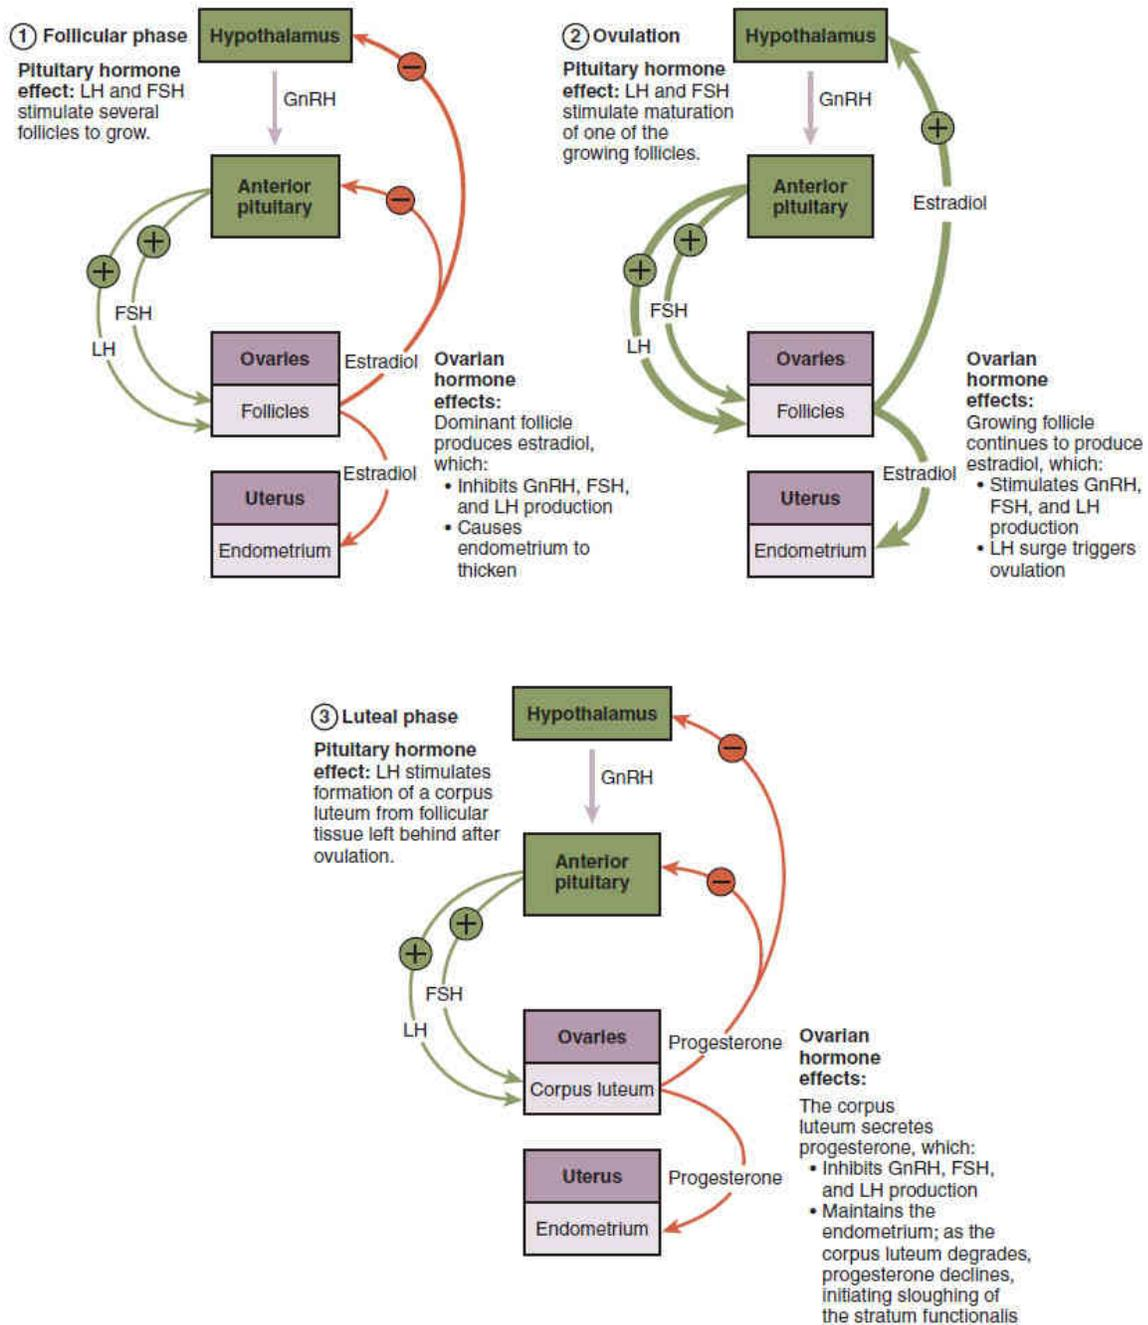 1 Follicular phase
Pituitary hormone
effect: LH and FSH
stimulate several
follicles to grow.
Hypothalamus
GnRH
Anterior
pituitary
FSH
LH
Ovaries
Follicles
Estradiol
Estradiol
Uterus
Endometrium
Ovarian
hormone
effects:
Dominant follicle
produces estradiol,
which:
• Inhibits GnRH, FSH,
and LH production
• Causes
endometrium to
thicken
2 Ovulation
Pituitary hormone
effect: LH and FSH
stimulate maturation
of one of the
growing follicles.
Hypothalamus
GnRH
Anterior
pituitary
Estradiol
FSH
LH
Ovaries
Follicles
Estradiol
Uterus
Endometrium
Ovarian
hormone
effects:
Growing follicle
continues to produce
estradiol, which:
• Stimulates GnRH,
FSH, and LH
production
• LH surge triggers
ovulation
3 Luteal phase
Pituitary hormone
effect: LH stimulates
formation of a corpus
luteum from follicular
tissue left behind after
ovulation.
Hypothalamus
GnRH
Anterior
pituitary
FSH
LH
Ovaries
Corpus luteum
Progesterone
Progesterone
Uterus
Endometrium
Ovarian
hormone
effects:
The corpus
luteum secretes
progesterone, which:
• Inhibits GnRH, FSH,
and LH production
• Maintains the
endometrium; as the
corpus luteum degrades,
progesterone declines,
initiating sloughing of
the stratum functionalis